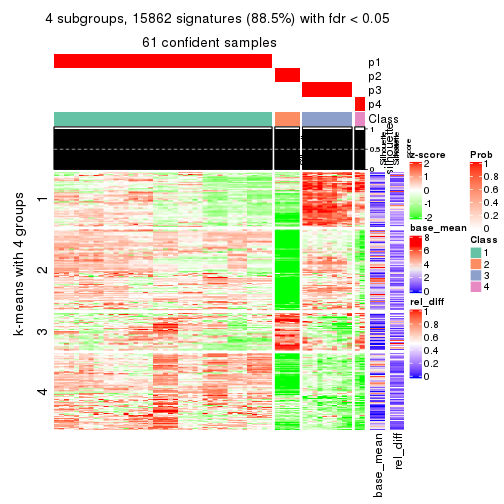 4 subgroups, 15862 signatures (88.5%) with fdr < 0.05
61 confident samples
p1
p2
p3
p4
Class
1
0.5
0
silhouette
Silhouette
score
k-means with 4 groups
1
2
3
4
base_mean
rel_diff
z-score
2
1
0
-1
-2
base_mean
8
6
4
2
0
rel_diff
1
0.8
0.6
0.4
0.2
0
Prob
1
0.8
0.6
0.4
0.2
0
Class
1
2
3
4